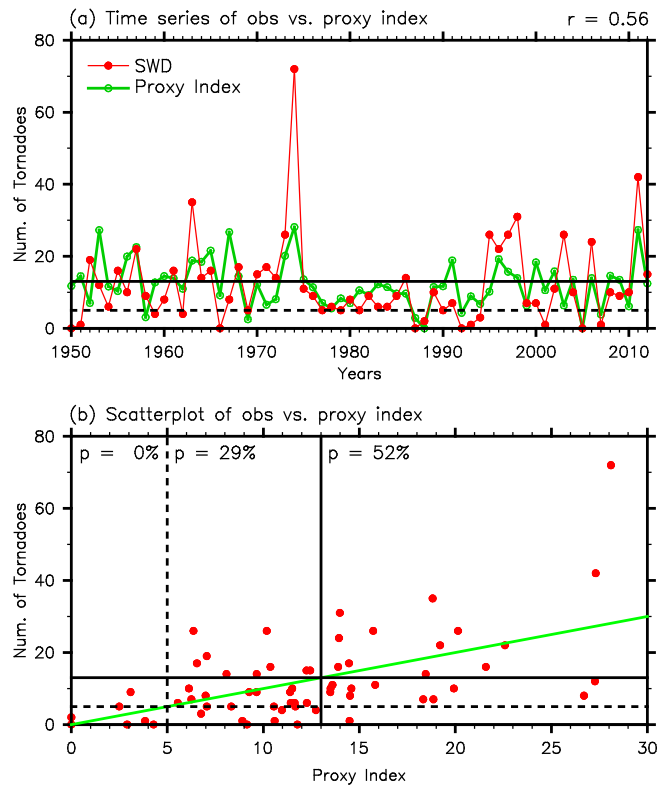 (a) Time series of obs vs. proxy index r = 0.56
80
60
40
20
0
Num. of Tornadoes
SWD
Proxy Index
1950 1960 1970 1980 1990 2000 2010
Years
(b) Scatterplot of obs vs. proxy index
p = 0% p = 29% p = 52%
80
60
40
20
0
Num. of Tornadoes
0 5 10 15 20 25 30
Proxy Index